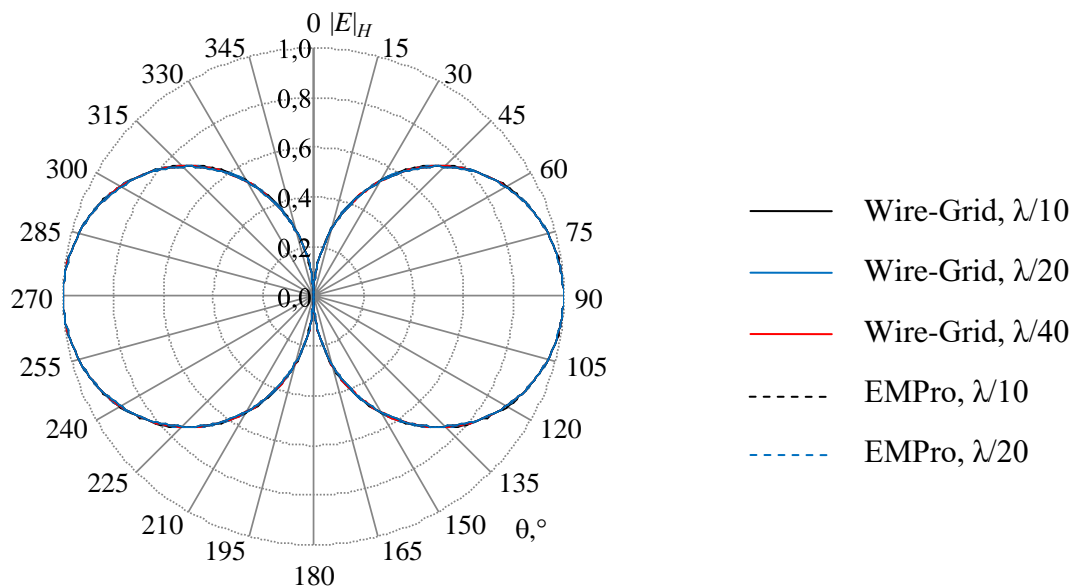 0 |E|H
345 1,0 15
330 30
0,8
315 45
0,6
300 60
0,4
285 75
0,2
270 0,0 90
255 105
240 120
225 135
210 150
195 165 θ,°
180
Wire-Grid, λ/10
Wire-Grid, λ/20
Wire-Grid, λ/40
EMPro, λ/10
EMPro, λ/20